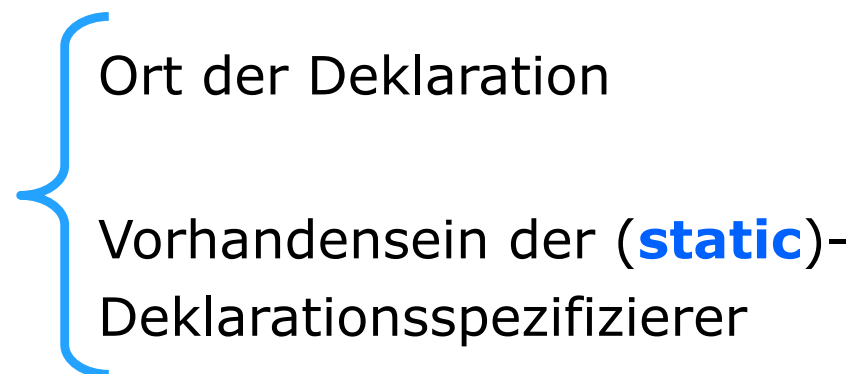 Ort der Deklaration
Vorhandensein der (static)-
Deklarationsspezifizierer